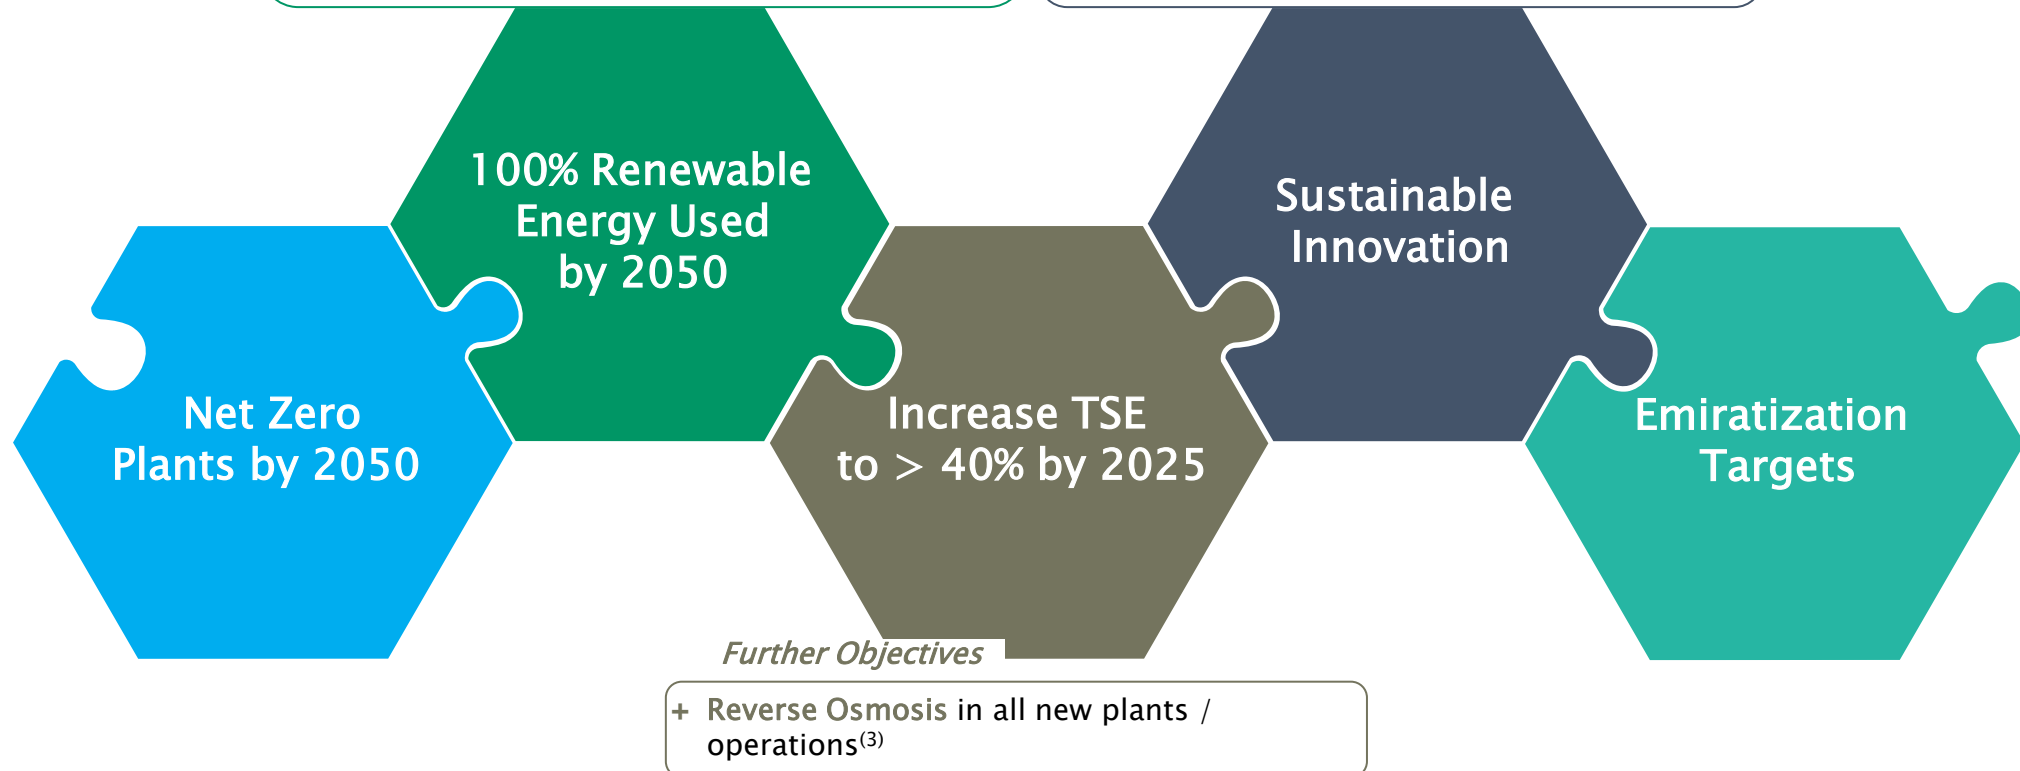 100% Renewable
Energy Used
by 2050
Sustainable
Innovation
Net Zero
Plants by 2050
Increase TSE
to > 40% by 2025
Emiratization
Targets
Further Objectives
+ Reverse Osmosis in all new plants /
operations(3)